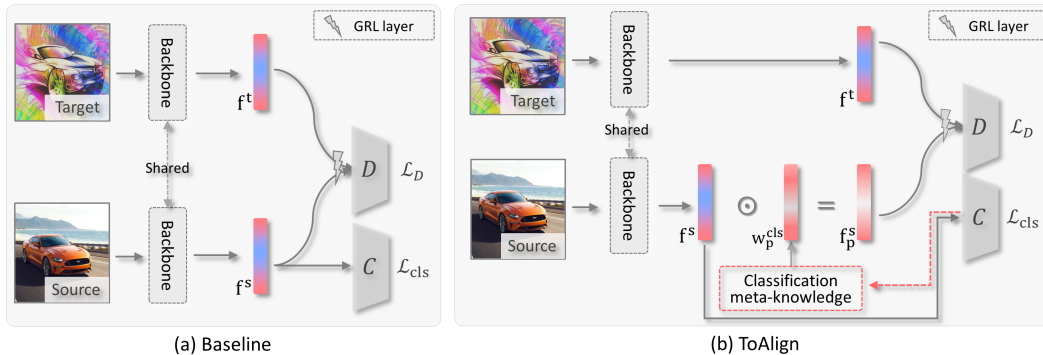 GRL layer
Target
Backbone
f^t
Shared
D
ℒ_D
Source
Backbone
f^s
C
ℒ_cls
(a) Baseline
GRL layer
Target
Backbone
f^t
Shared
D
ℒ_D
Source
Backbone
f^s
⊙
w_p^cls
=
f_p^s
C
ℒ_cls
Classification
meta-knowledge
(b) ToAlign